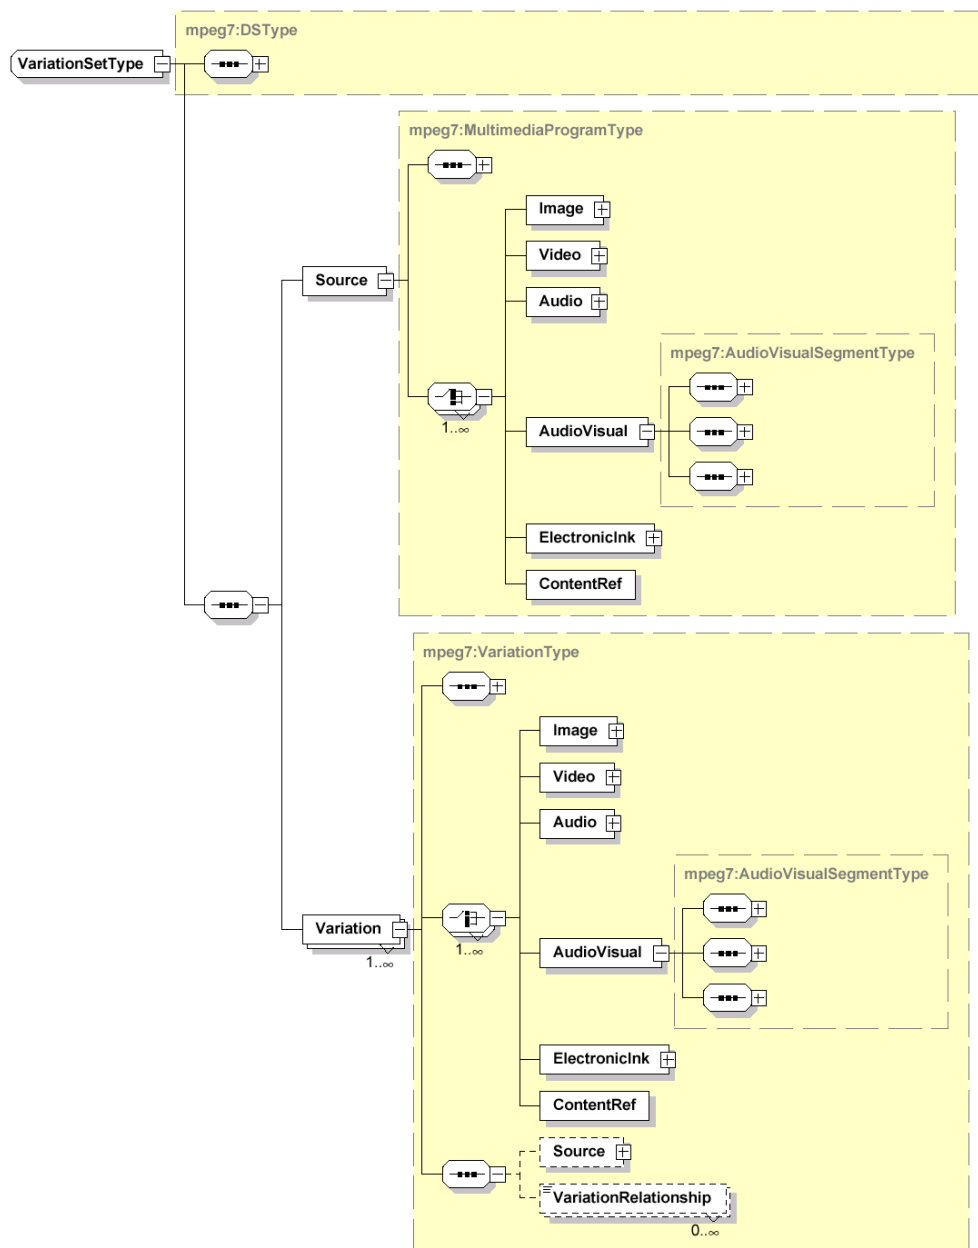 mpeg7:DSType
VariationSetType
mpeg7:MultimediaProgramType
Image
Video
Source
Audio
mpeg7:AudioVisualSegmentType
1..∞
AudioVisual
ElectronicInk
ContentRef
mpeg7:VariationType
Image
Video
Audio
mpeg7:AudioVisualSegmentType
Variation
1..∞
1..∞
AudioVisual
ElectronicInk
ContentRef
Source
VariationRelationship
0..∞